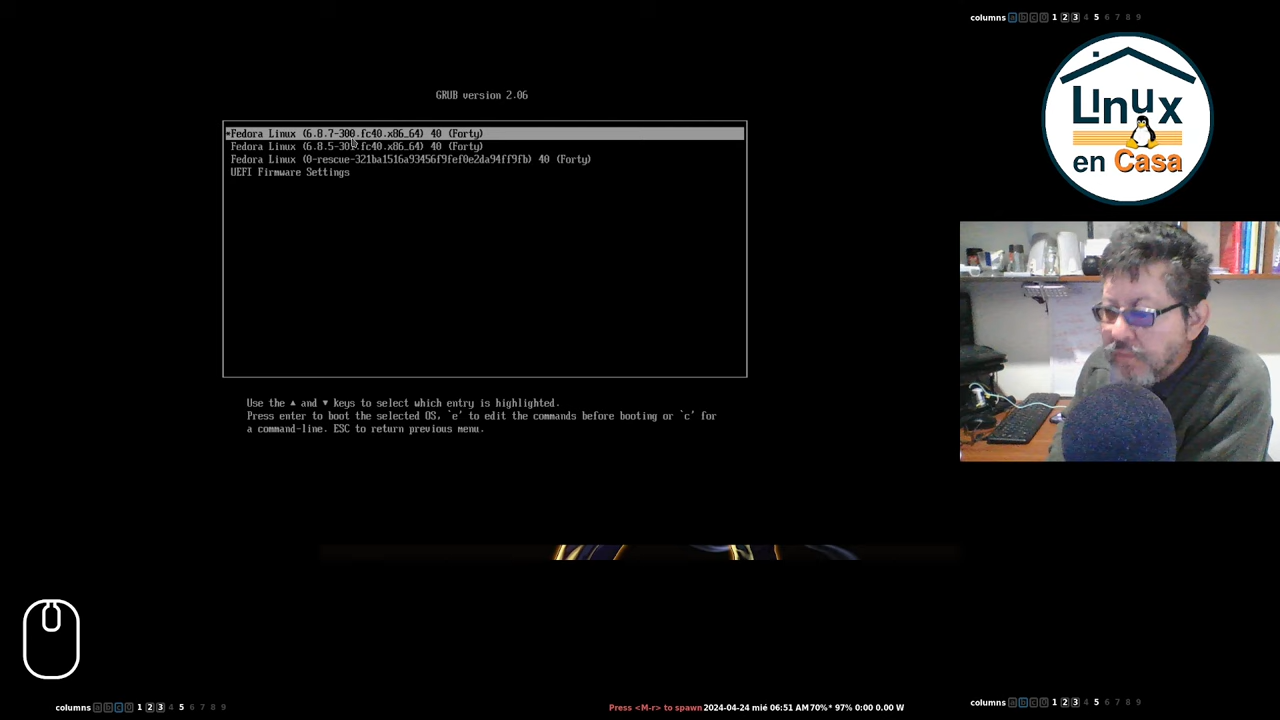 columns a b c 0 1 2 3 4 5 6 7 8 9
Linux
en Casa
GRUB version 2.06
*Fedora Linux (6.8.7-300.fc40.x86_64) 40 (Forty)
Fedora Linux (6.8.5-301.fc40.x86_64) 40 (Forty)
Fedora Linux (0-rescue-321ba1516a93456f9fef0e2da94ff9fb) 40 (Forty)
UEFI Firmware Settings
Use the ▲ and ▼ keys to select which entry is highlighted.
Press enter to boot the selected OS, `e' to edit the commands before booting or `c' for
a command-line. ESC to return previous menu.
columns a b c 0 1 2 3 4 5 6 7 8 9
Press <M-r> to spawn 2024-04-24 mié 06:51 AM 70%* 97% 0:00 0.00 W
columns a b c 0 1 2 3 4 5 6 7 8 9